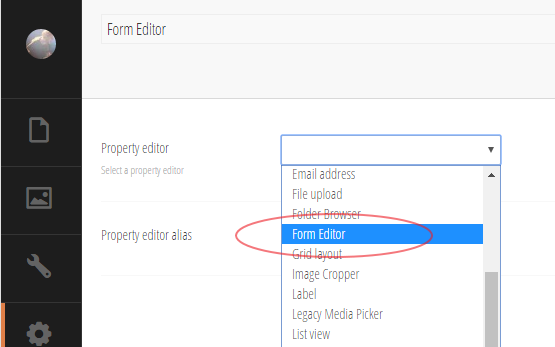 Form Editor
Property editor
Select a property editor
Email address
File upload
Folder Browser
Form Editor
Property editor alias
Grid layout
Image Cropper
Label
Legacy Media Picker
List view